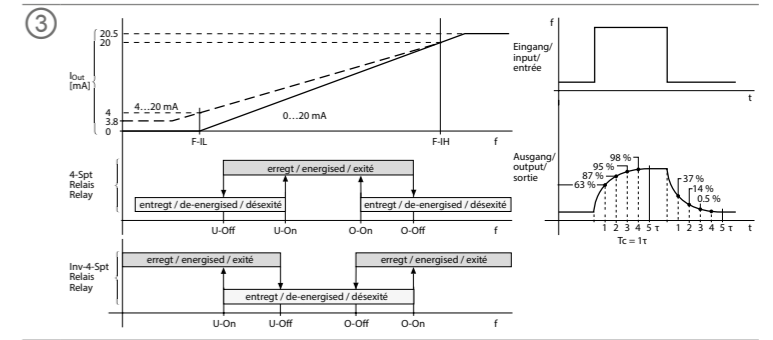 3
20.5
20
IOut
[mA]
4
3.8
0
4...20 mA
0...20 mA
F-IL
F-IH
f
4-Spt
Relais
Relay
erregt / energised / exité
entregt / de-energised / désexité
entregt / de-energised / désexité
U-Off
U-On
O-On
O-Off
f
Inv-4-Spt
Relais
Relay
erregt / energised / exité
erregt / energised / exité
entregt / de-energised / désexité
U-On
U-Off
O-Off
O-On
f
f
Eingang/
input/
entrée
t
Ausgang/
output/
sortie
98 %
95 %
87 %
63 %
37 %
14 %
0.5 %
1 2 3 4 5 τ
1 2 3 4 5 τ
t
Tc = 1τ